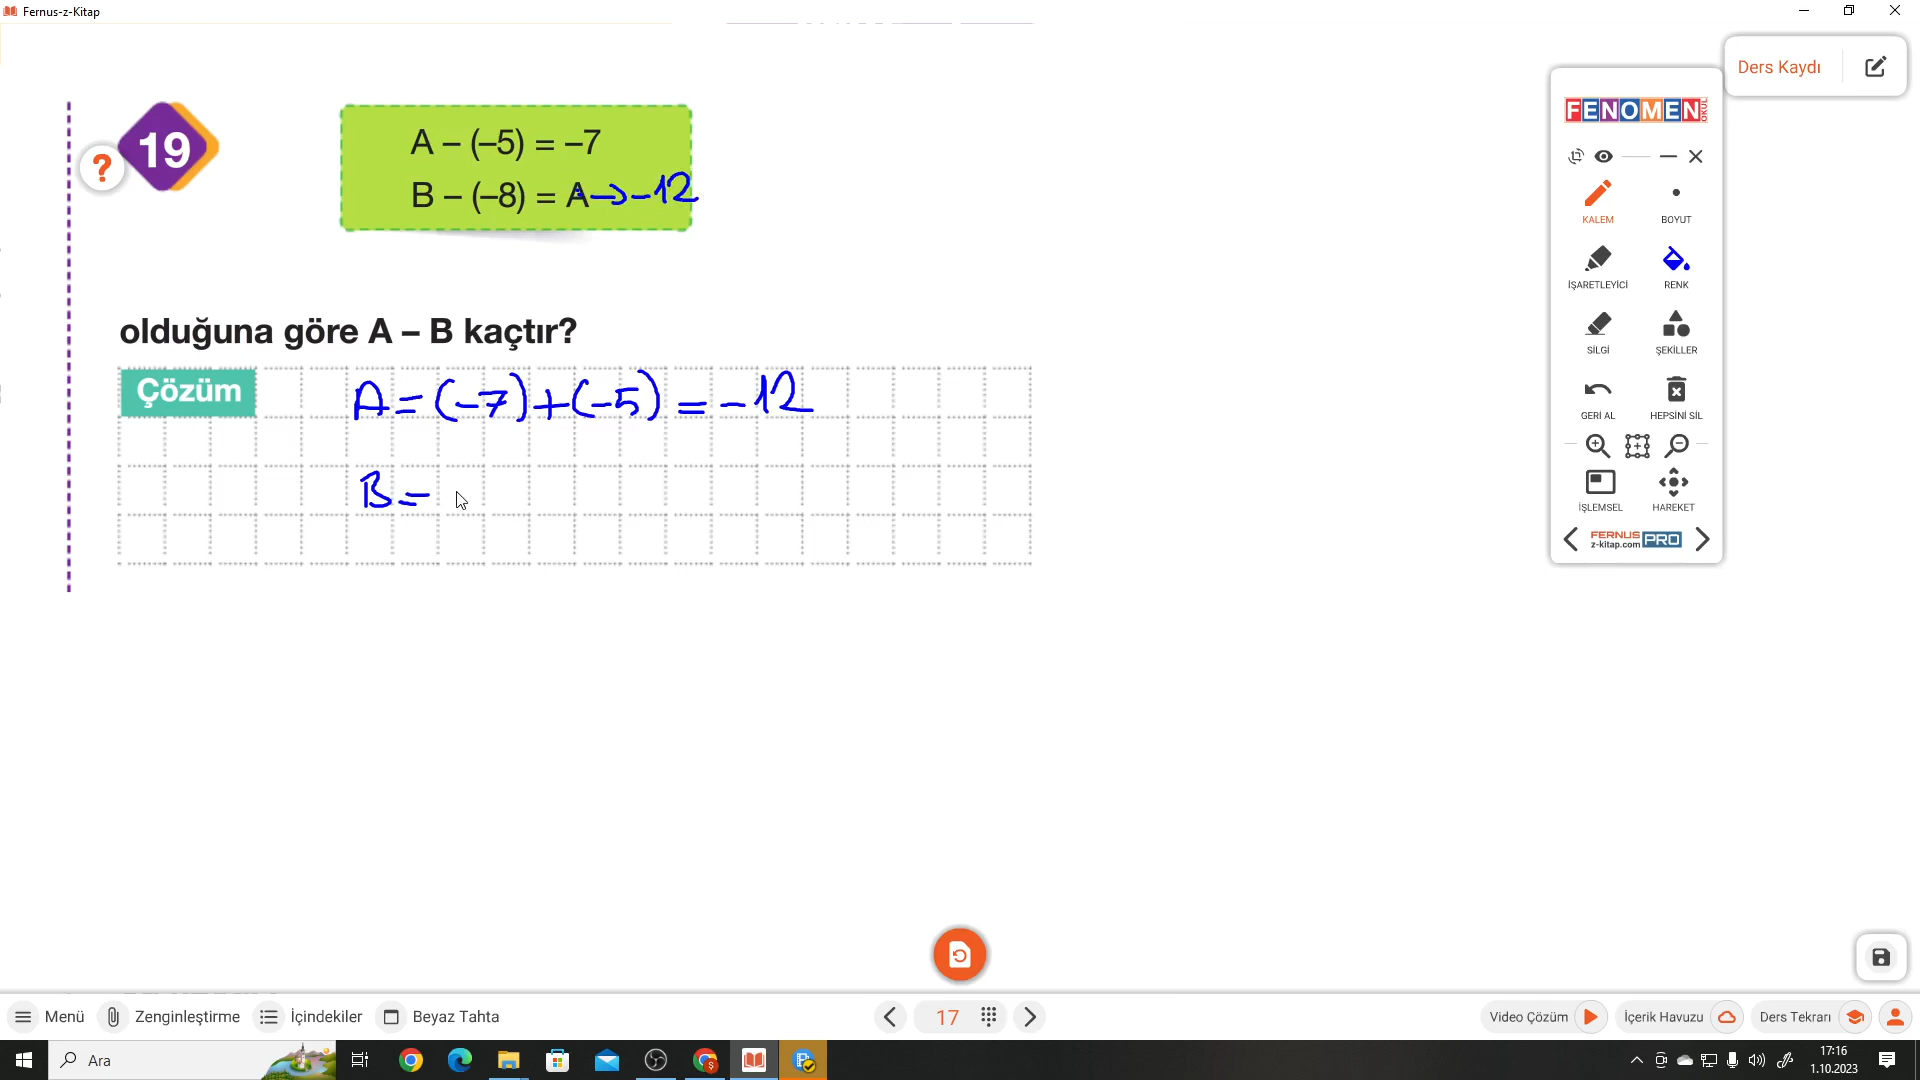 Fernus-z-Kitap
Ders Kaydı
FENOMEN OKUL
19
?
A – (–5) = –7
B – (–8) = A → -12
olduğuna göre A – B kaçtır?
Çözüm
A = (-7) + (-5) = -12
B =
KALEM
BOYUT
İŞARETLEYİCİ
RENK
SİLGİ
ŞEKİLLER
GERİ AL
HEPSİNİ SİL
İŞLEMSEL
HAREKET
FERNUS z-kitap.com PRO
Menü
Zenginleştirme
İçindekiler
Beyaz Tahta
17
Video Çözüm
İçerik Havuzu
Ders Tekrarı
Ara
17:16
1.10.2023